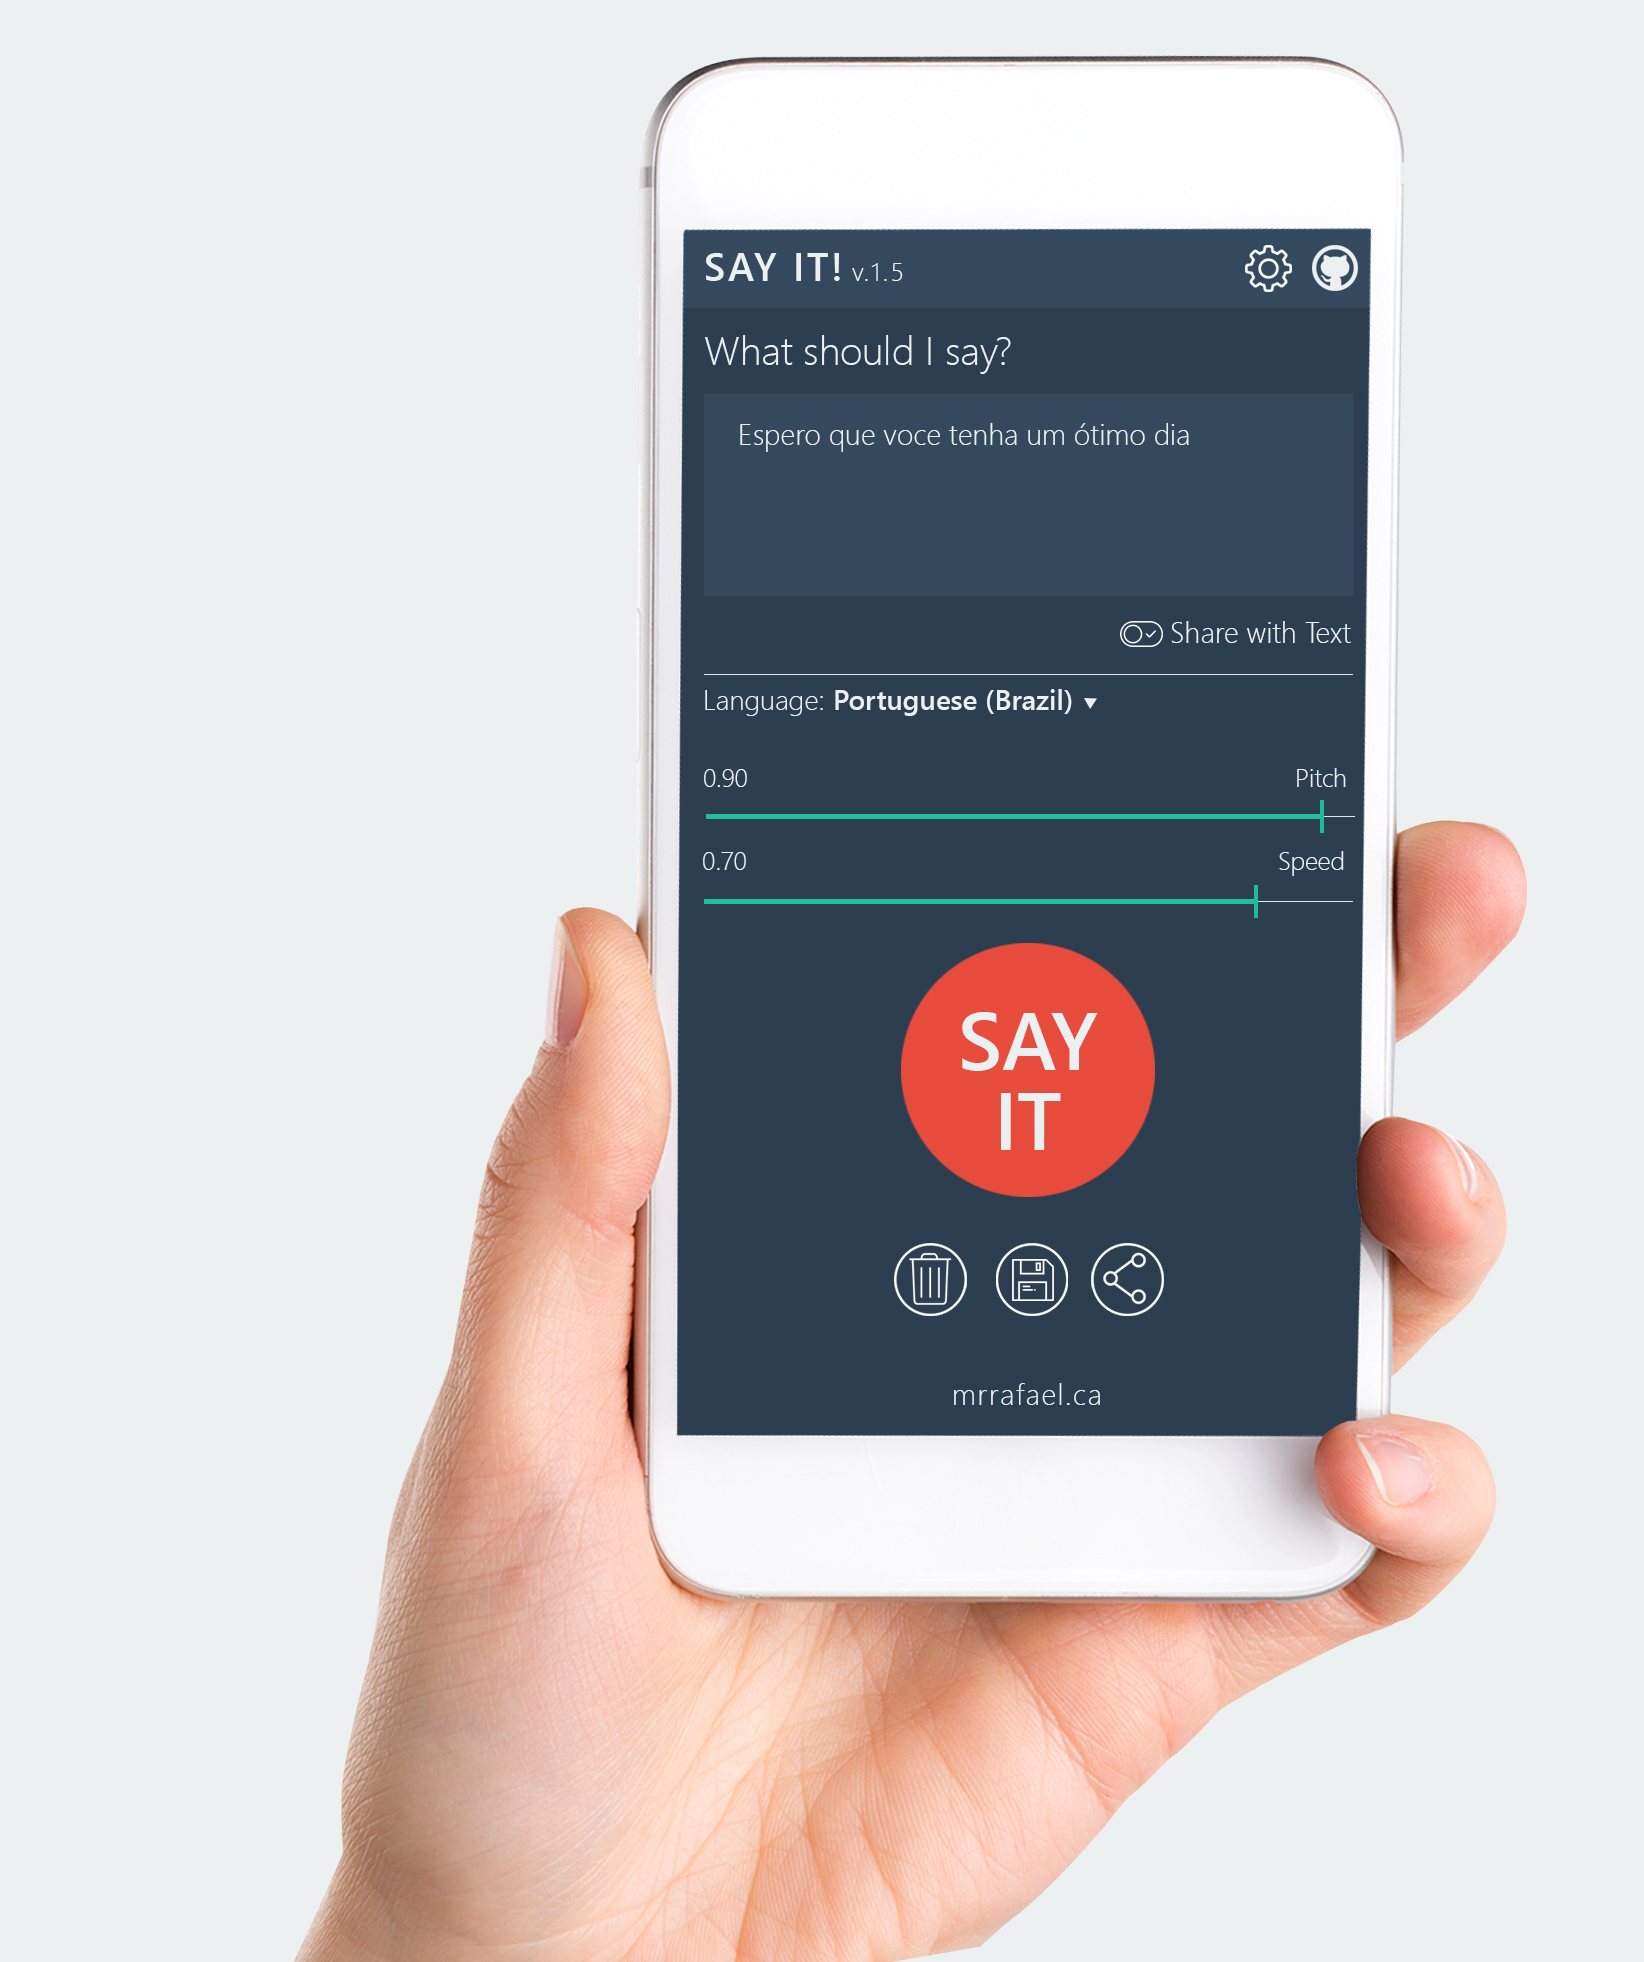 SAY IT! v.1.5
What should I say?
Espero que voce tenha um ótimo dia
Share with Text
Language: Portuguese (Brazil)
0.90 Pitch
0.70 Speed
SAY
IT
mrrafael.ca